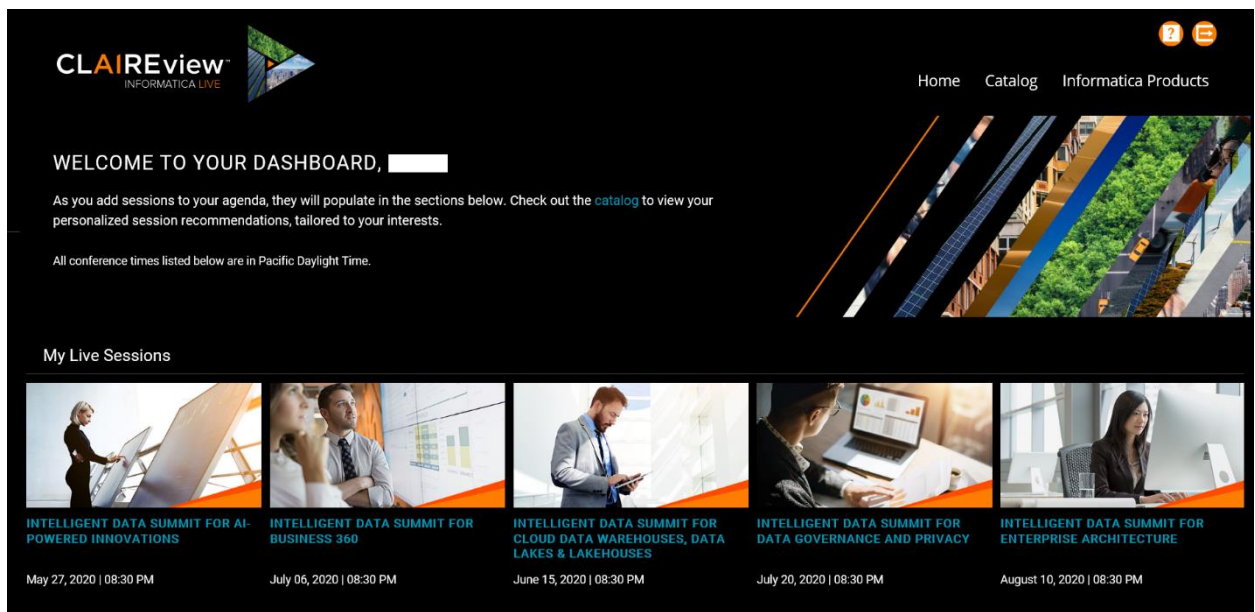 CLAIREview™
INFORMATICA LIVE
?
Home Catalog Informatica Products
WELCOME TO YOUR DASHBOARD,
As you add sessions to your agenda, they will populate in the sections below. Check out the catalog to view your
personalized session recommendations, tailored to your interests.
All conference times listed below are in Pacific Daylight Time.
My Live Sessions
INTELLIGENT DATA SUMMIT FOR AI-
POWERED INNOVATIONS
May 27, 2020 | 08:30 PM
INTELLIGENT DATA SUMMIT FOR
BUSINESS 360
July 06, 2020 | 08:30 PM
INTELLIGENT DATA SUMMIT FOR
CLOUD DATA WAREHOUSES, DATA
LAKES & LAKEHOUSES
June 15, 2020 | 08:30 PM
INTELLIGENT DATA SUMMIT FOR
DATA GOVERNANCE AND PRIVACY
July 20, 2020 | 08:30 PM
INTELLIGENT DATA SUMMIT FOR
ENTERPRISE ARCHITECTURE
August 10, 2020 | 08:30 PM